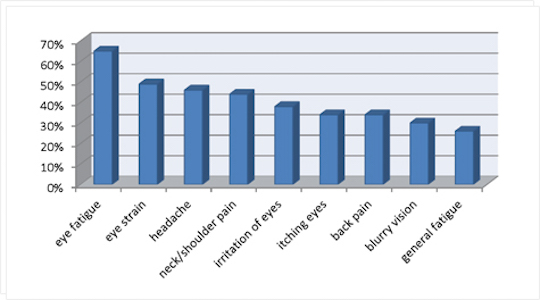 70%
60%
50%
40%
30%
20%
10%
0%
eye fatigue
eye strain
headache
neck/shoulder pain
irritation of eyes
itching eyes
back pain
blurry vision
general fatigue